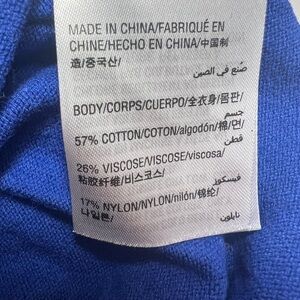 MADE IN CHINA/FABRIQUÉ EN
CHINE/HECHO EN CHINA/中国制
造/중국산/
صنع في الصين
BODY/CORPS/CUERPO/全衣身/몸판/
جسم
57% COTTON/COTON/algodón/棉/면/
قطن
26% VISCOSE/VISCOSE/viscosa/
粘胶纤维/비스코스/
فيسكوز
17% NYLON/NYLON/nilón/锦纶/
나일론/
نايلون